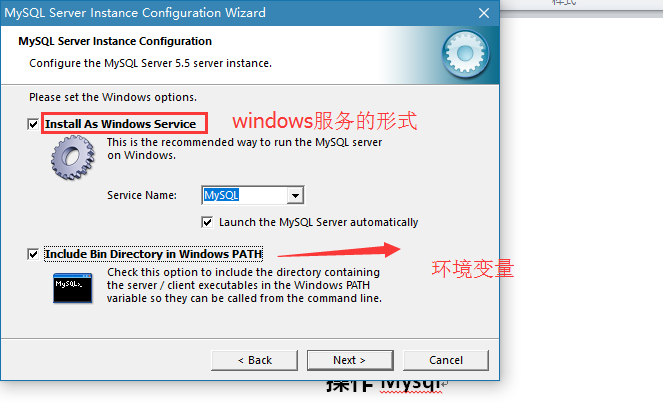 样式
MySQL Server Instance Configuration Wizard
MySQL Server Instance Configuration
Configure the MySQL Server 5.5 server instance.
Please set the Windows options.
Install As Windows Service
windows服务的形式
This is the recommended way to run the MySQL server
on Windows.
Service Name:
MySQL
Launch the MySQL Server automatically
Include Bin Directory in Windows PATH
环境变量
Check this option to include the directory containing
the server / client executables in the Windows PATH
variable so they can be called from the command line.
MySQL>_
< Back
Next >
Cancel
操作 Mysql